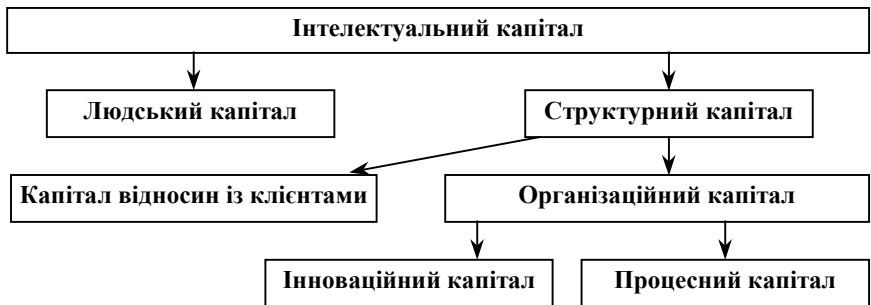 Інтелектуальний капітал
Людський капітал
Структурний капітал
Капітал відносин із клієнтами
Організаційний капітал
Інноваційний капітал
Процесний капітал